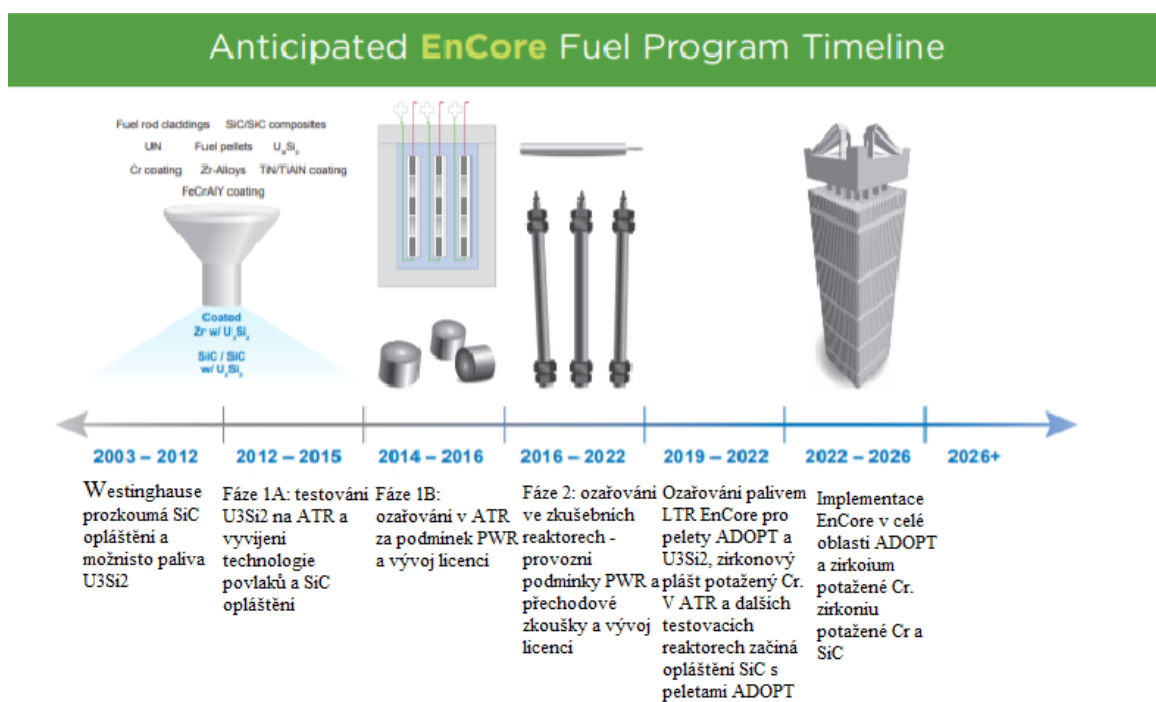 Anticipated EnCore Fuel Program Timeline
Fuel rod claddings SiC/SiC composites
UN Fuel pellets U₃Si₂
Cr coating Zr-Alloys TiN/TiAlN coating
FeCrAlY coating
Coated
Zr w/ U₃Si₂
SiC / SiC
w/ U₃Si₂
2003 – 2012
2012 – 2015
2014 – 2016
2016 – 2022
2019 – 2022
2022 – 2026
2026+
Westinghause
prozkoumá SiC
opláštění a
možnisto paliva
U3Si2
Fáze 1A: testování
U3Si2 na ATR a
vyvijeni
technologie
povlaků a SiC
opláštění
Fáze 1B:
ozařování v ATR
za podmínek PWR
a vývoj licencí
Fáze 2: ozařování
ve zkušebních
reaktorech -
provozní
podmínky PWR a
přechodové
zkoušky a vývoj
licencí
Ozařování palivem
LTR EnCore pro
pelety ADOPT a
U3Si2, zirkonový
plášt potažený Cr.
V ATR a dalších
testovacích
reaktorech začiná
opláštění SiC s
peletami ADOPT
Implementace
EnCore v celé
oblasti ADOPT
a zirkoium
potažené Cr.
zirkoniu
potažené Cr a
SiC